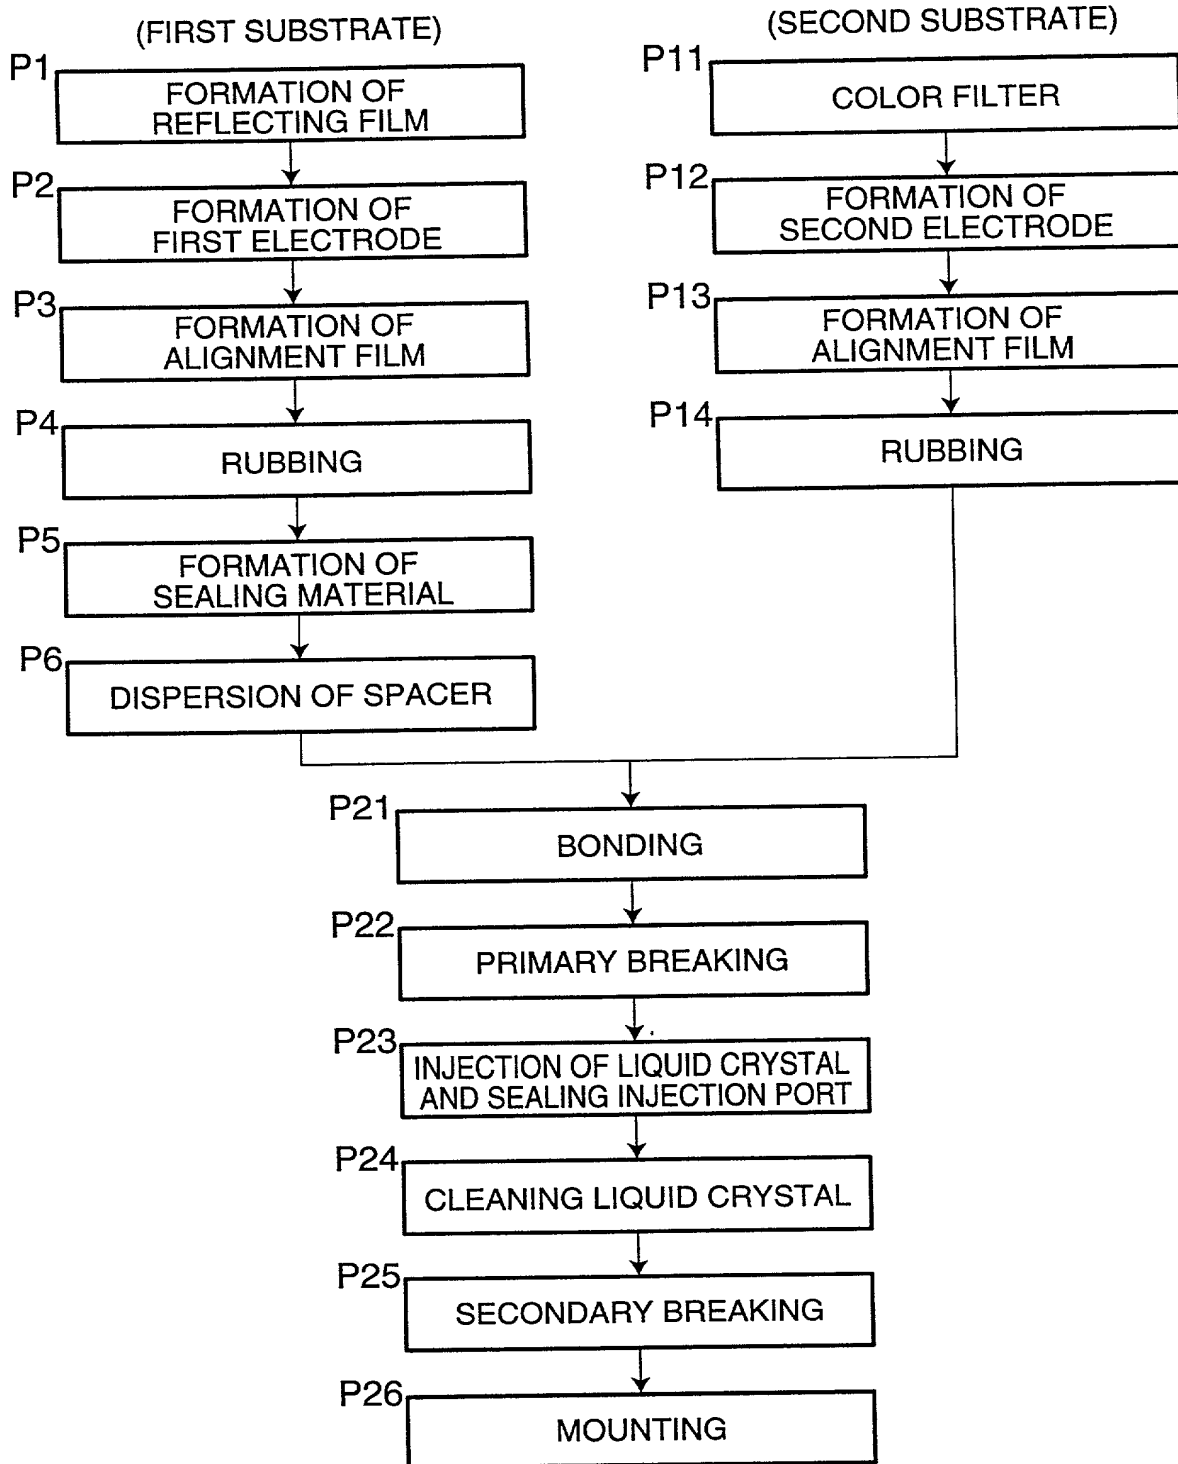 (FIRST SUBSTRATE)
P1
FORMATION OF
REFLECTING FILM
P2
FORMATION OF
FIRST ELECTRODE
P3
FORMATION OF
ALIGNMENT FILM
P4
RUBBING
P5
FORMATION OF
SEALING MATERIAL
P6
DISPERSION OF SPACER
(SECOND SUBSTRATE)
P11
COLOR FILTER
P12
FORMATION OF
SECOND ELECTRODE
P13
FORMATION OF
ALIGNMENT FILM
P14
RUBBING
P21
BONDING
P22
PRIMARY BREAKING
P23
INJECTION OF LIQUID CRYSTAL
AND SEALING INJECTION PORT
P24
CLEANING LIQUID CRYSTAL
P25
SECONDARY BREAKING
P26
MOUNTING